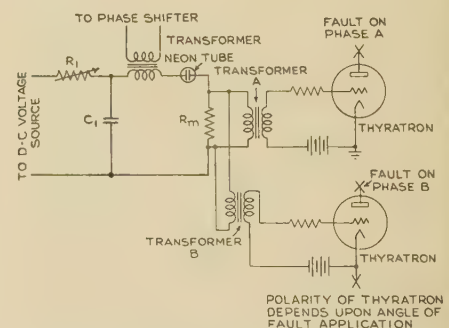 TO PHASE SHIFTER
TRANSFORMER
NEON TUBE
TRANSFORMER
A
FAULT ON
PHASE A
R1
C1
Rm
TO D-C VOLTAGE
SOURCE
THYRATRON
FAULT ON
PHASE B
TRANSFORMER
B
THYRATRON
POLARITY OF THYRATRON
DEPENDS UPON ANGLE OF
FAULT APPLICATION